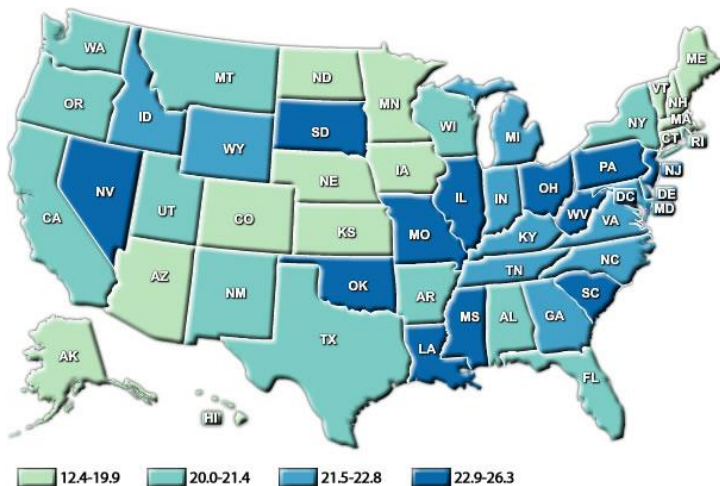 WA
MT
ND
MN
ME
VT
NH
OR
ID
SD
WI
NY
MA
WY
MI
CT
RI
IA
PA
NE
NJ
NV
IL
IN
OH
DE
DC
UT
CO
WV
MD
CA
KS
MO
KY
VA
TN
NC
AZ
NM
OK
AR
SC
MS
AL
GA
TX
LA
AK
FL
HI
12.4-19.9 20.0-21.4 21.5-22.8 22.9-26.3